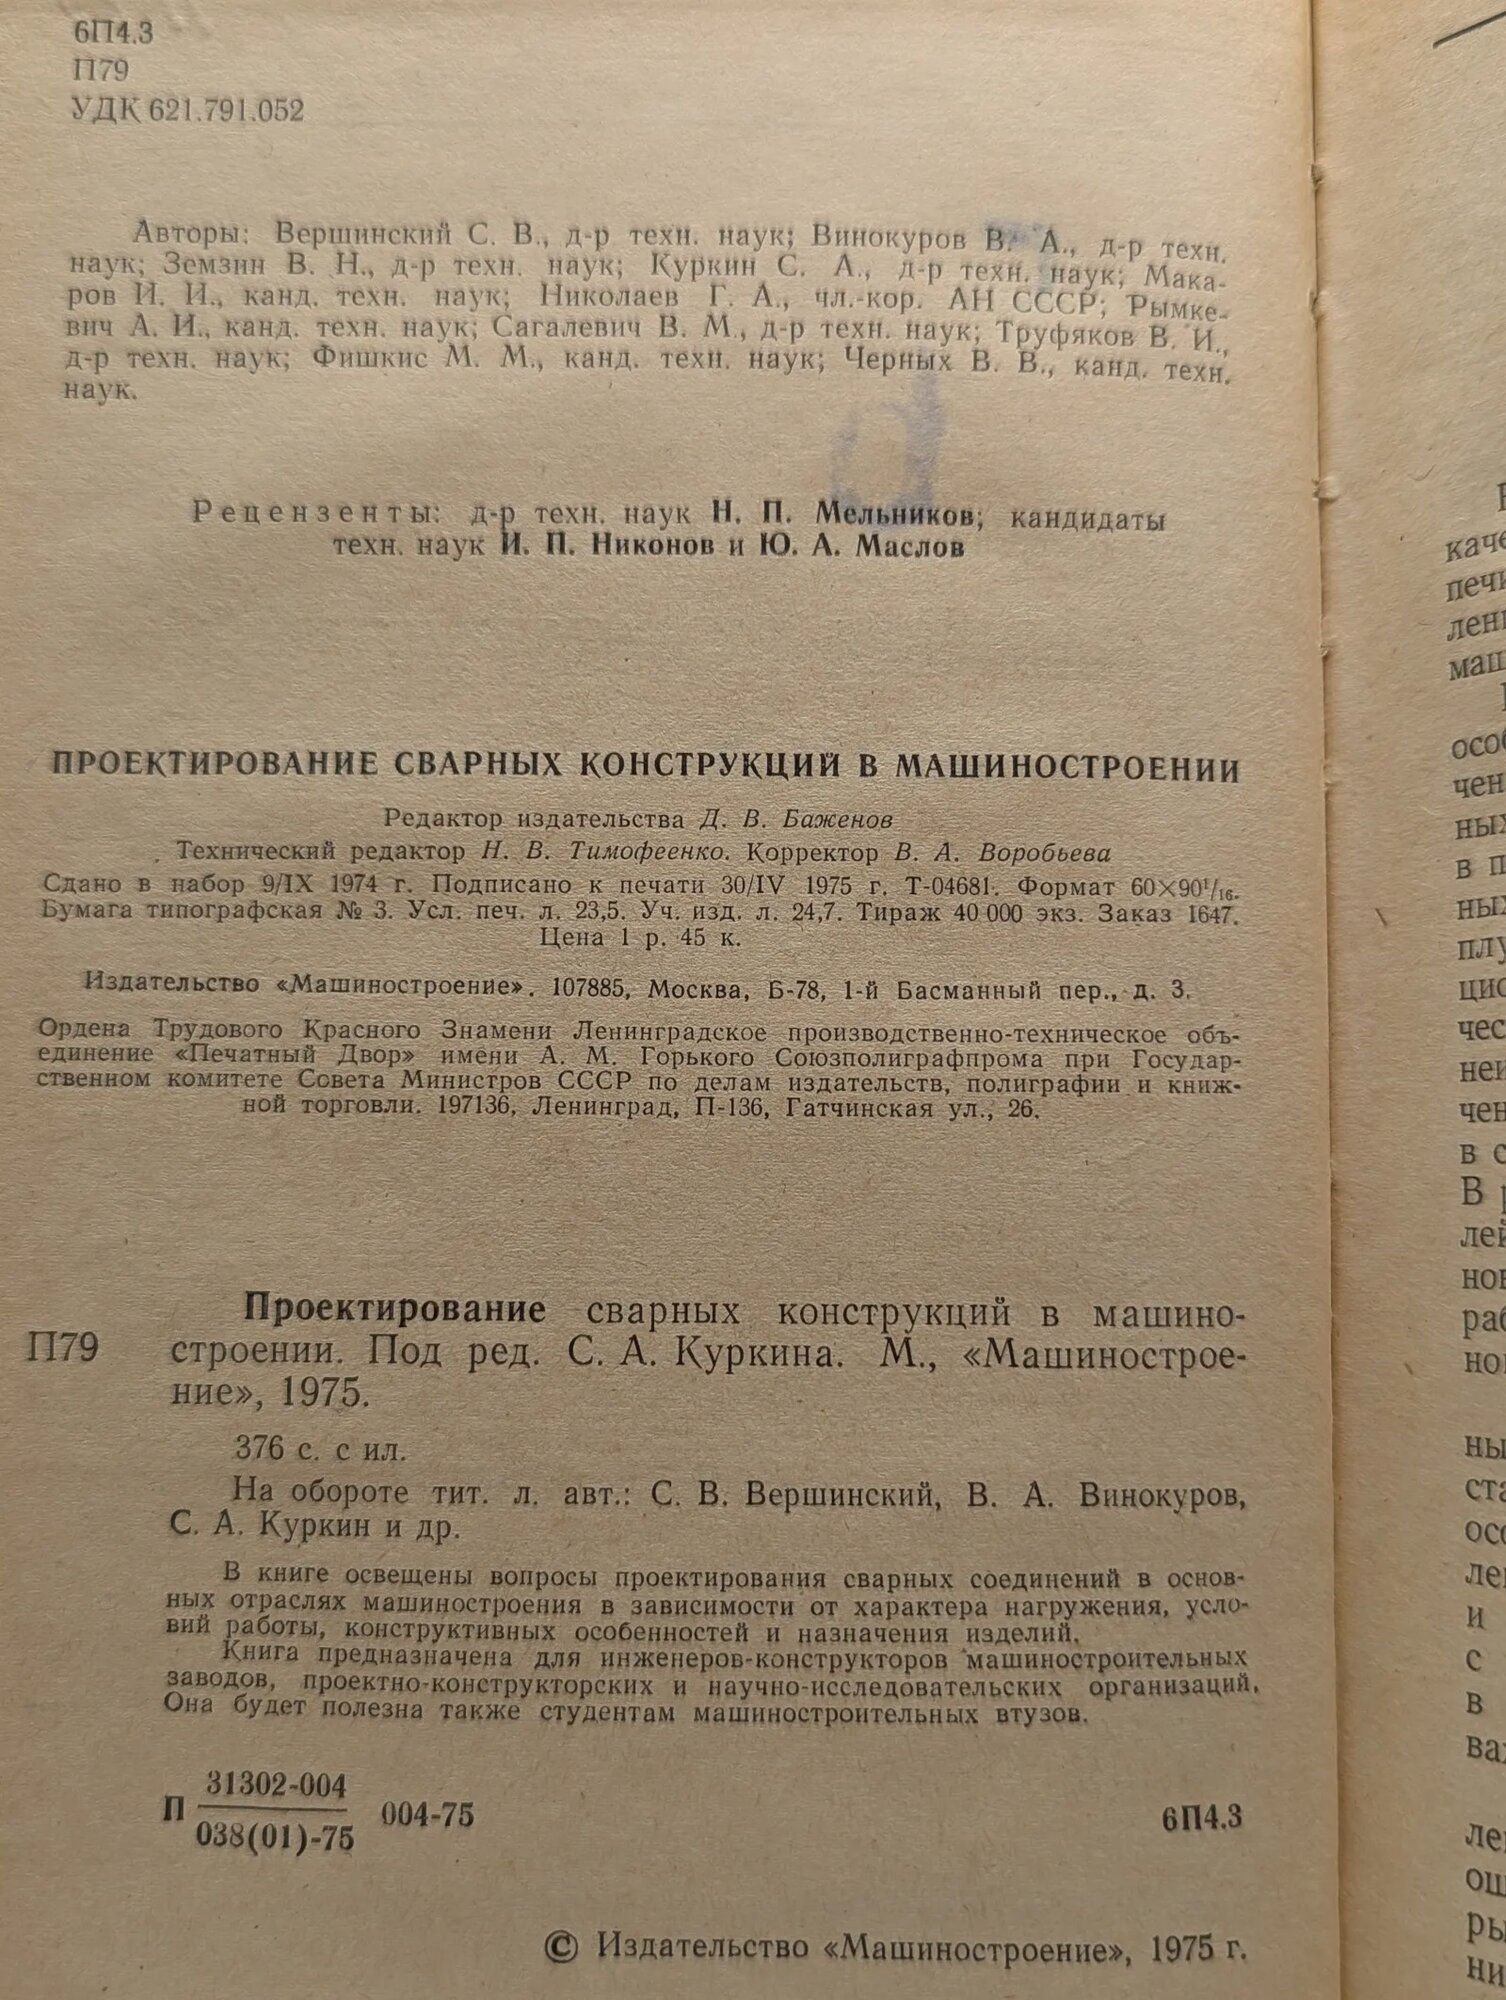 6П4.3
П79
УДК 621.791.052
Авторы: Вершинский С. В., д-р техн. наук; Винокуров В. А., д-р техн.
наук; Земзин В. Н., д-р техн. наук; Куркин С. А., д-р техн. наук; Мака-
ров И. И., канд. техн. наук; Николаев Г. А., чл.-кор. АН СССР; Рымке-
вич А. И., канд. техн. наук; Сагалевич В. М., д-р техн. наук; Труфяков В. И.,
д-р техн. наук; Фишкис М. М., канд. техн. наук; Черных В. В., канд. техн.
наук.
Рецензенты: д-р техн. наук Н. П. Мельников; кандидаты
техн. наук И. П. Никонов и Ю. А. Маслов
ПРОЕКТИРОВАНИЕ СВАРНЫХ КОНСТРУКЦИЙ В МАШИНОСТРОЕНИИ
Редактор издательства Д. В. Баженов
Технический редактор Н. В. Тимофеенко. Корректор В. А. Воробьева
Сдано в набор 9/IX 1974 г. Подписано к печати 30/IV 1975 г. Т-04681. Формат 60×90¹/₁₆.
Бумага типографская № 3. Усл. печ. л. 23,5. Уч. изд. л. 24,7. Тираж 40 000 экз. Заказ 1647.
Цена 1 р. 45 к.
Издательство «Машиностроение». 107885, Москва, Б-78, 1-й Басманный пер., д. 3.
Ордена Трудового Красного Знамени Ленинградское производственно-техническое объ-
единение «Печатный Двор» имени А. М. Горького Союзполиграфпрома при Государ-
ственном комитете Совета Министров СССР по делам издательств, полиграфии и книж-
ной торговли. 197136, Ленинград, П-136, Гатчинская ул., 26.
Проектирование сварных конструкций в машино-
П79 строении. Под ред. С. А. Куркина. М., «Машинострое-
ние», 1975.
376 с. с ил.
На обороте тит. л. авт.: С. В. Вершинский, В. А. Винокуров,
С. А. Куркин и др.
В книге освещены вопросы проектирования сварных соединений в основ-
ных отраслях машиностроения в зависимости от характера нагружения, усло-
вий работы, конструктивных особенностей и назначения изделий.
Книга предназначена для инженеров-конструкторов машиностроительных
заводов, проектно-конструкторских и научно-исследовательских организаций.
Она будет полезна также студентам машиностроительных втузов.
31302-004
П 004-75 6П4.3
038(01)-75
© Издательство «Машиностроение», 1975 г.